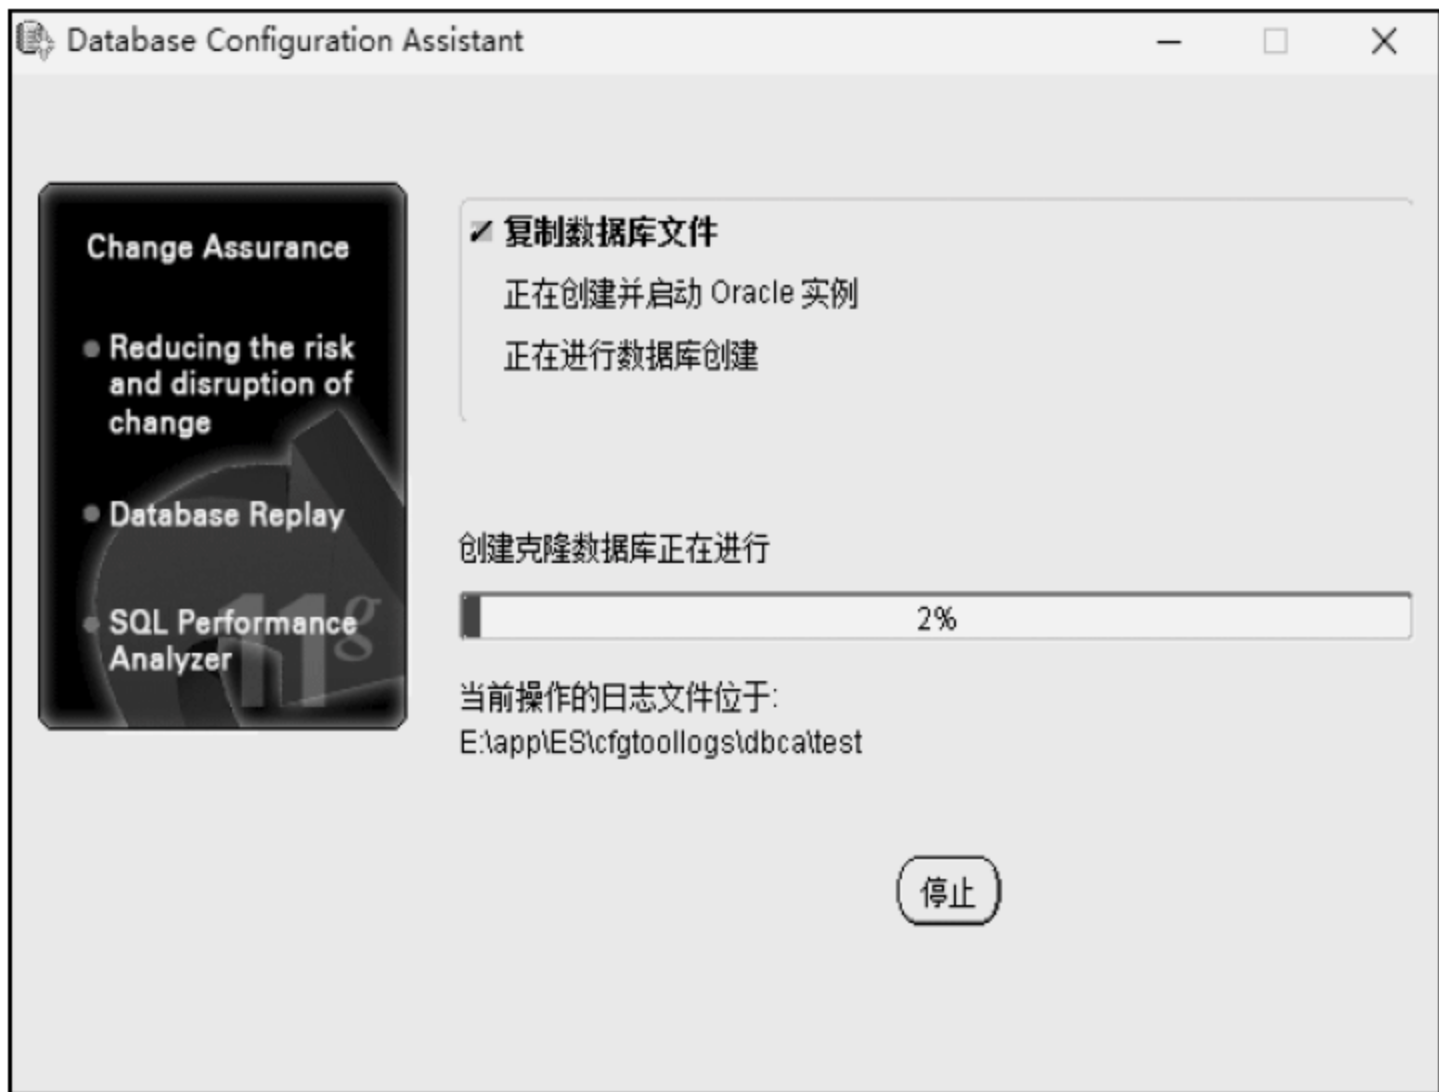 Database Configuration Assistant
Change Assurance
Reducing the risk
and disruption of
change
Database Replay
SQL Performance
Analyzer
11g
复制数据库文件
正在创建并启动 Oracle 实例
正在进行数据库创建
创建克隆数据库正在进行
2%
当前操作的日志文件位于:
E:\app\ES\cfgtoollogs\dbca\test
停止